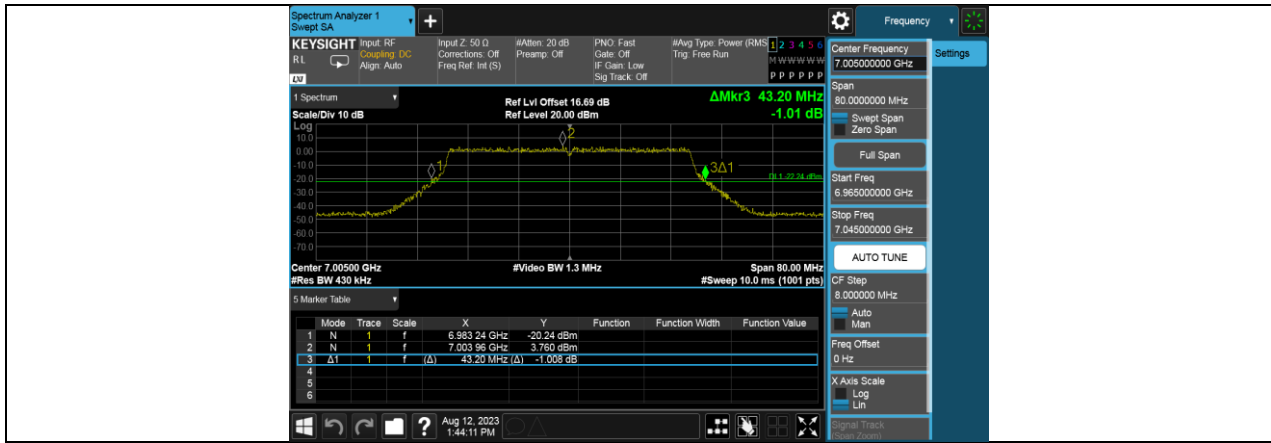 Spectrum Analyzer 1
Swept SA
+
Frequency
KEYSIGHT
RL
LXI
Input: RF
Coupling: DC
Align: Auto
Input Z: 50 Ω
Corrections: Off
Freq Ref: Int (S)
#Atten: 20 dB
Preamp: Off
PNO: Fast
Gate: Off
IF Gain: Low
Sig Track: Off
#Avg Type: Power (RMS
Trig: Free Run
1 2 3 4 5 6
M W W W W W
P P P P P P
1 Spectrum
Scale/Div 10 dB
Ref Lvl Offset 16.69 dB
Ref Level 20.00 dBm
ΔMkr3 43.20 MHz
-1.01 dB
Log
10.0
0.00
-10.0
-20.0
-30.0
-40.0
-50.0
-60.0
-70.0
1
2
3Δ1
DL1 -22.24 dBm
Center 7.00500 GHz
#Video BW 1.3 MHz
Span 80.00 MHz
#Res BW 430 kHz
#Sweep 10.0 ms (1001 pts)
5 Marker Table
Mode Trace Scale X Y Function Function Width Function Value
1 N 1 f 6.983 24 GHz -20.24 dBm
2 N 1 f 7.003 96 GHz 3.760 dBm
3 Δ1 1 f (Δ) 43.20 MHz (Δ) -1.008 dB
4
5
6
?
Aug 12, 2023
1:44:11 PM
Center Frequency
7.005000000 GHz
Settings
Span
80.0000000 MHz
Swept Span
Zero Span
Full Span
Start Freq
6.965000000 GHz
Stop Freq
7.045000000 GHz
AUTO TUNE
CF Step
8.000000 MHz
Auto
Man
Freq Offset
0 Hz
X Axis Scale
Log
Lin
Signal Track
(Span Zoom)